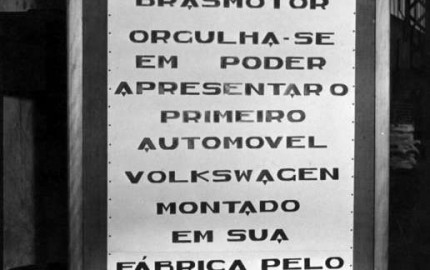 BRASMOTOR
ORGULHA-SE
EM PODER
APRESENTAR O
PRIMEIRO
AUTOMOVEL
VOLKSWAGEN
MONTADO
EM SUA
FÁBRICA PELO